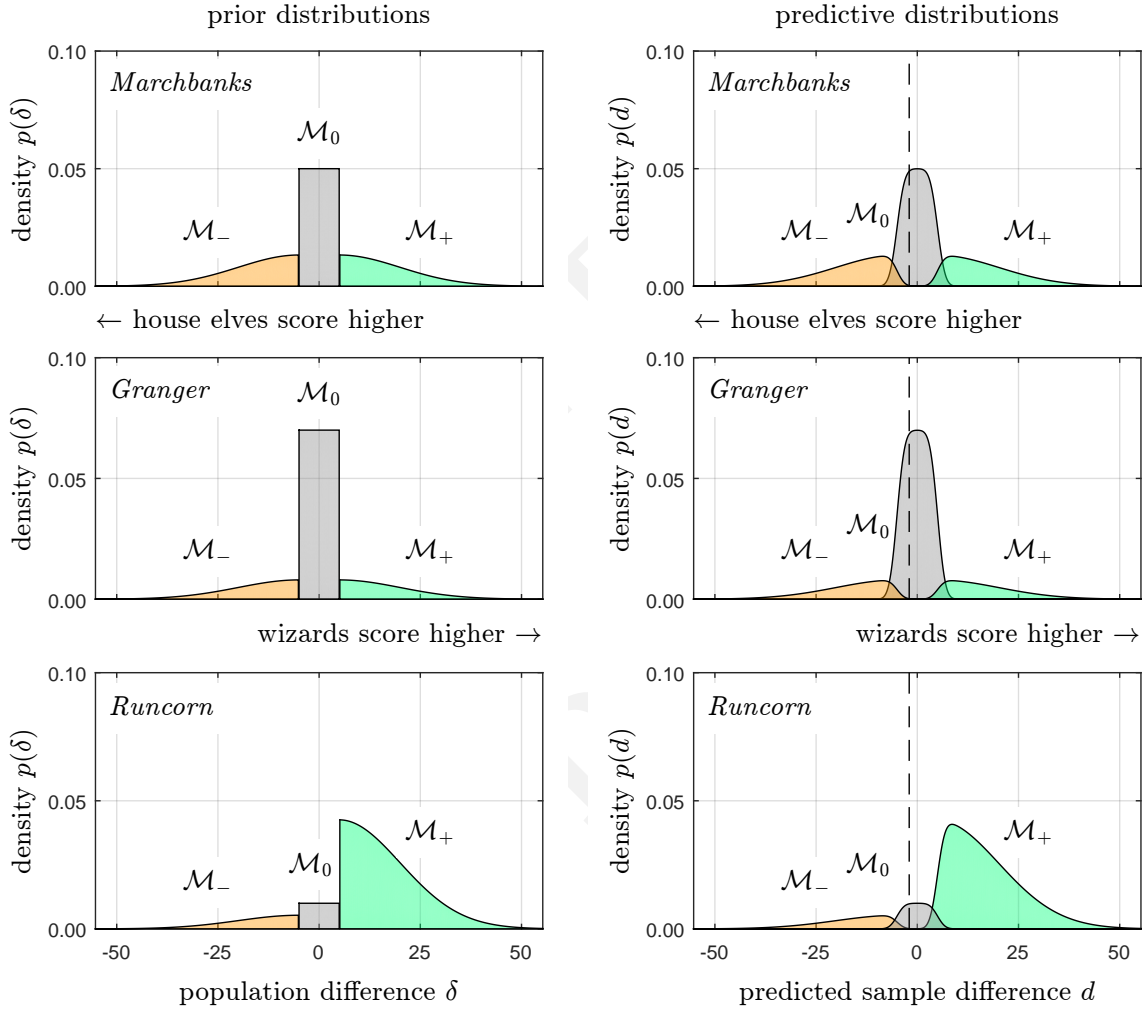 prior distributions
predictive distributions
Marchbanks
density p(δ)
0.10
0.05
0.00
ℳ₋
ℳ₀
ℳ₊
← house elves score higher
Marchbanks
density p(d)
0.10
0.05
0.00
ℳ₋
ℳ₀
ℳ₊
← house elves score higher
Granger
density p(δ)
0.10
0.05
0.00
ℳ₋
ℳ₀
ℳ₊
wizards score higher →
Granger
density p(d)
0.10
0.05
0.00
ℳ₋
ℳ₀
ℳ₊
wizards score higher →
Runcorn
density p(δ)
0.10
0.05
0.00
ℳ₋
ℳ₀
ℳ₊
-50 -25 0 25 50
population difference δ
Runcorn
density p(d)
0.10
0.05
0.00
ℳ₋
ℳ₀
ℳ₊
-50 -25 0 25 50
predicted sample difference d